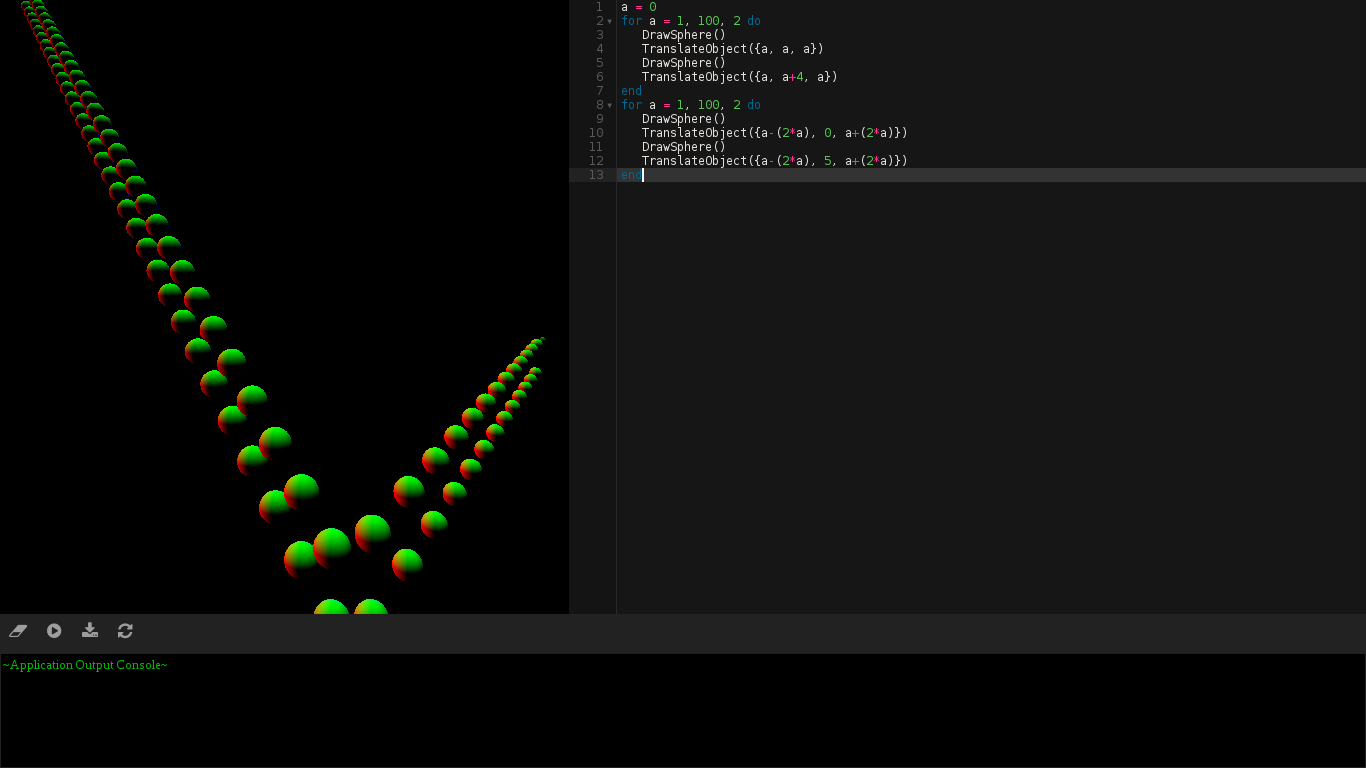 1 a = 0
2 for a = 1, 100, 2 do
3 DrawSphere()
4 TranslateObject({a, a, a})
5 DrawSphere()
6 TranslateObject({a, a+4, a})
7 end
8 for a = 1, 100, 2 do
9 DrawSphere()
10 TranslateObject({a-(2*a), 0, a+(2*a)})
11 DrawSphere()
12 TranslateObject({a-(2*a), 5, a+(2*a)})
13 end
~Application Output Console~